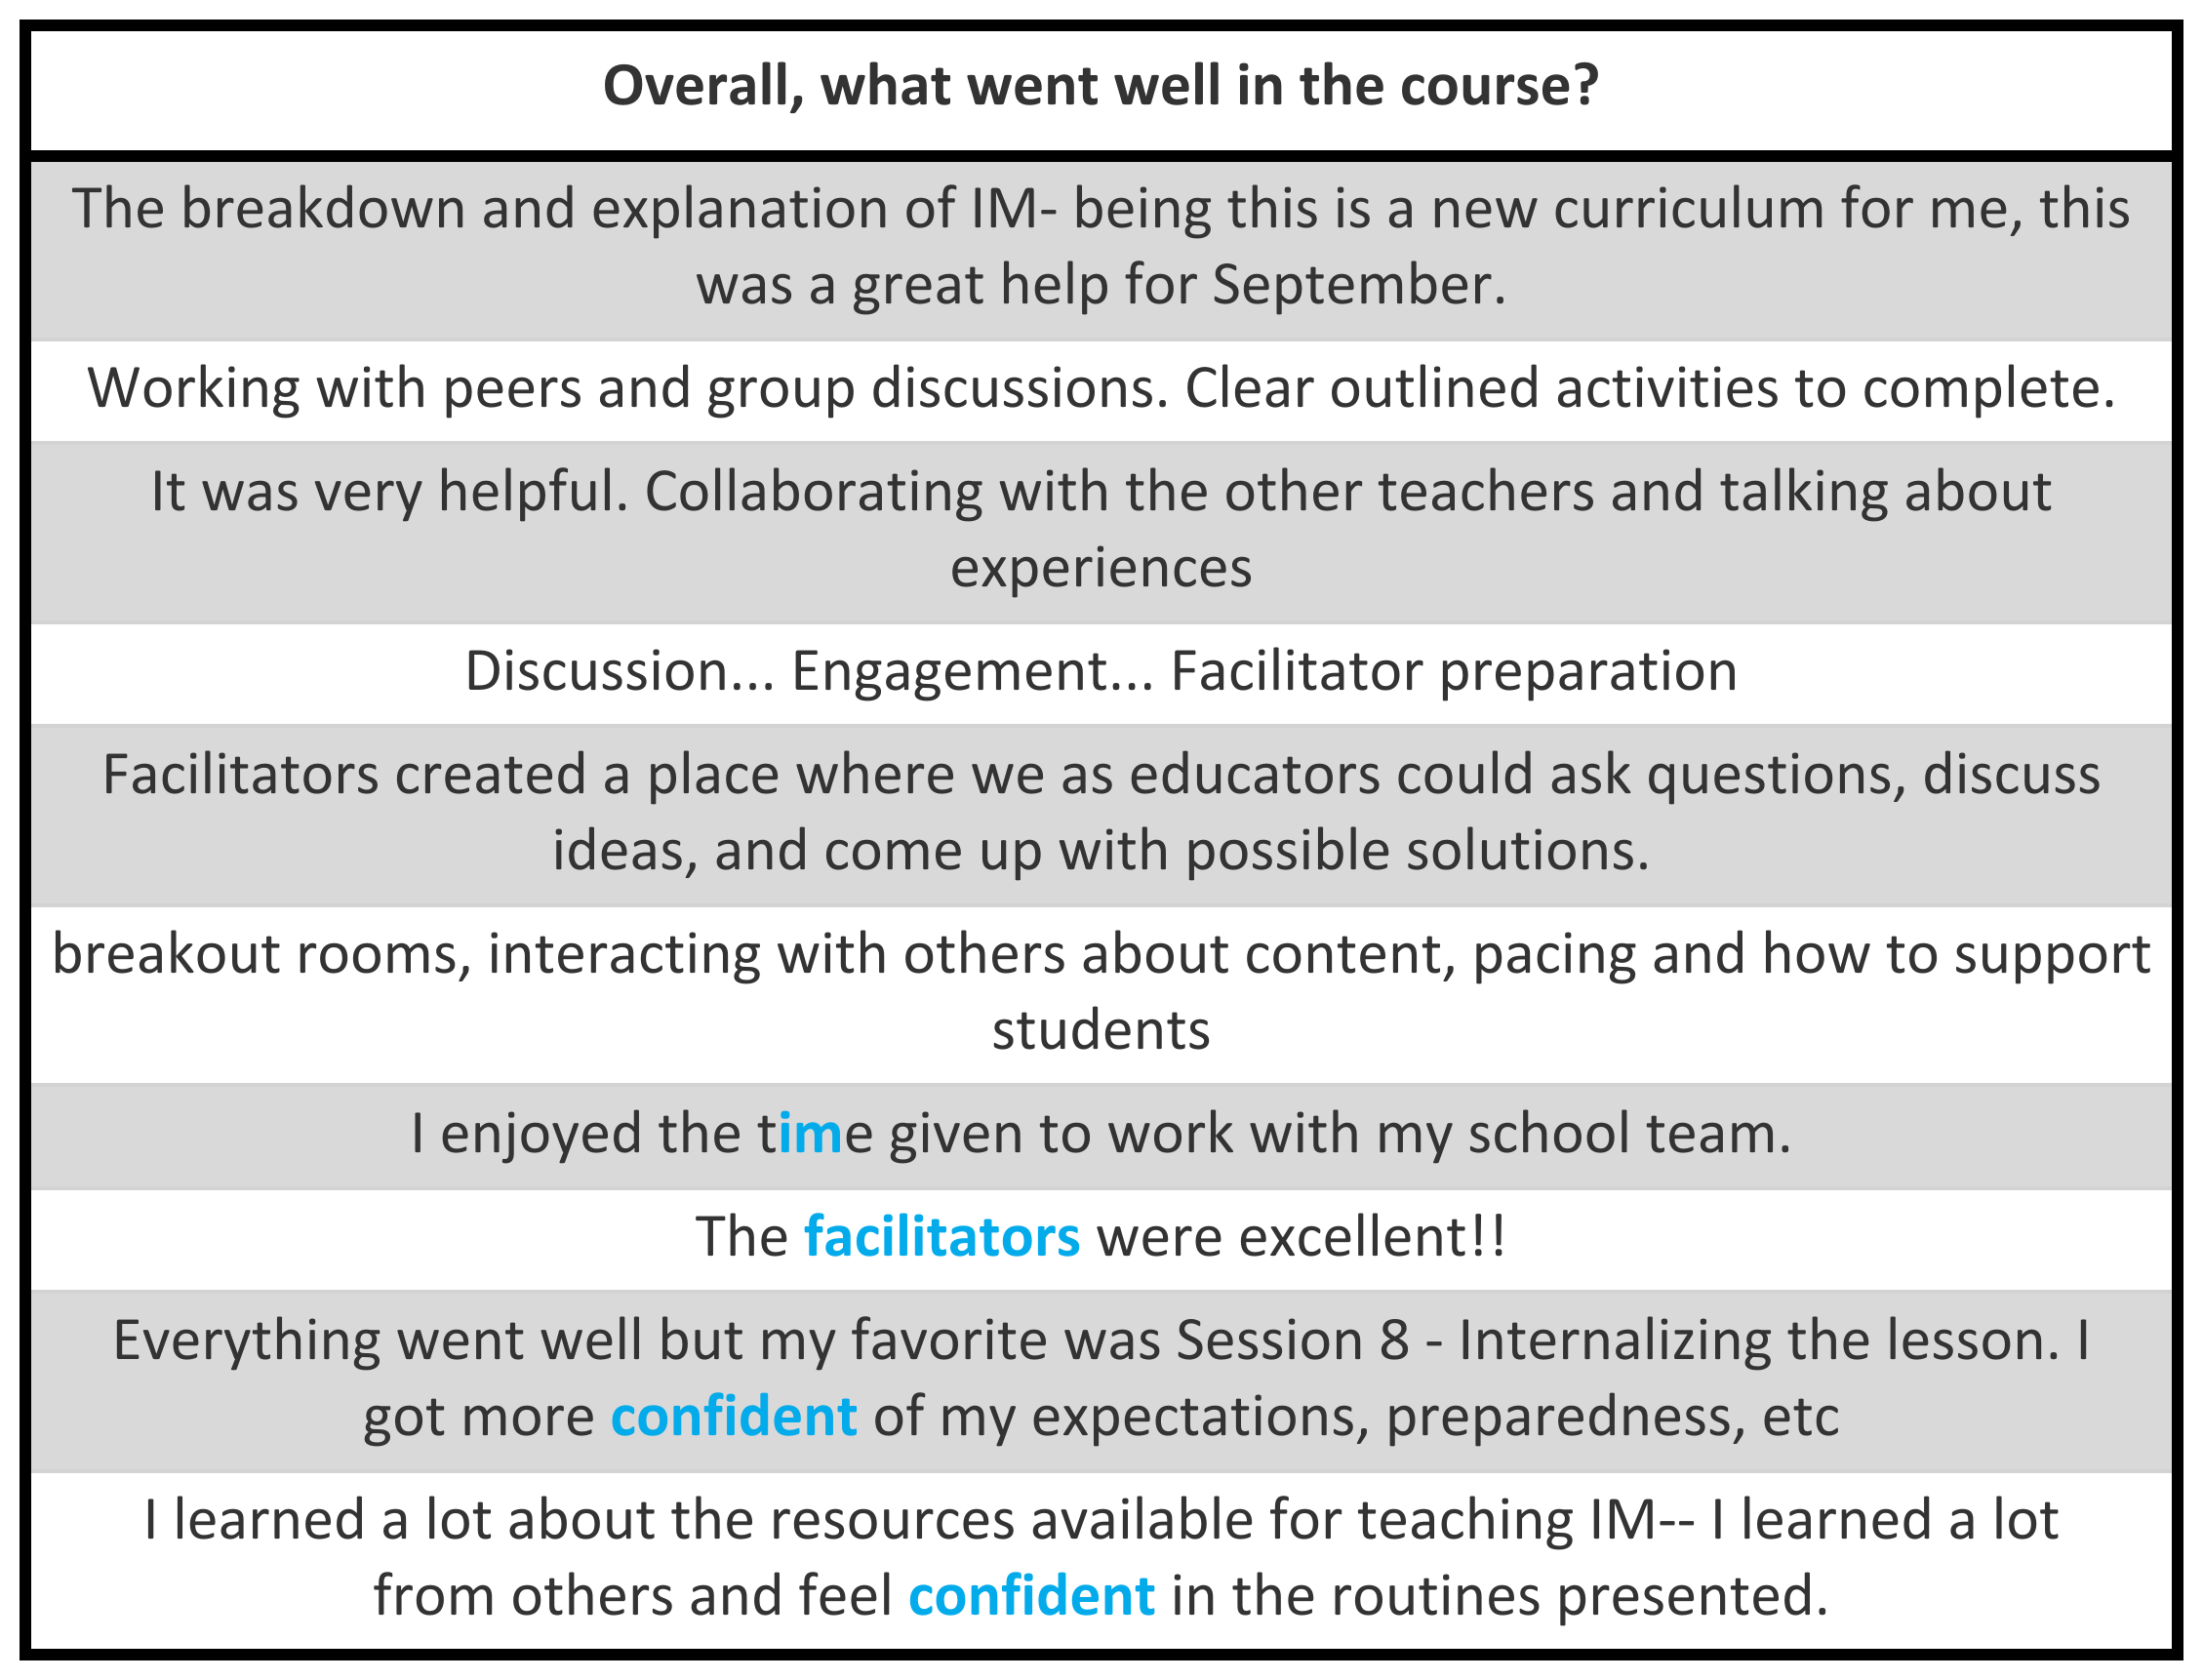 Overall, what went well in the course?
The breakdown and explanation of IM- being this is a new curriculum for me, this
was a great help for September.
Working with peers and group discussions. Clear outlined activities to complete.
It was very helpful. Collaborating with the other teachers and talking about
experiences
Discussion... Engagement... Facilitator preparation
Facilitators created a place where we as educators could ask questions, discuss
ideas, and come up with possible solutions.
breakout rooms, interacting with others about content, pacing and how to support
students
I enjoyed the time given to work with my school team.
The facilitators were excellent!!
Everything went well but my favorite was Session 8 - Internalizing the lesson. I
got more confident of my expectations, preparedness, etc
I learned a lot about the resources available for teaching IM-- I learned a lot
from others and feel confident in the routines presented.